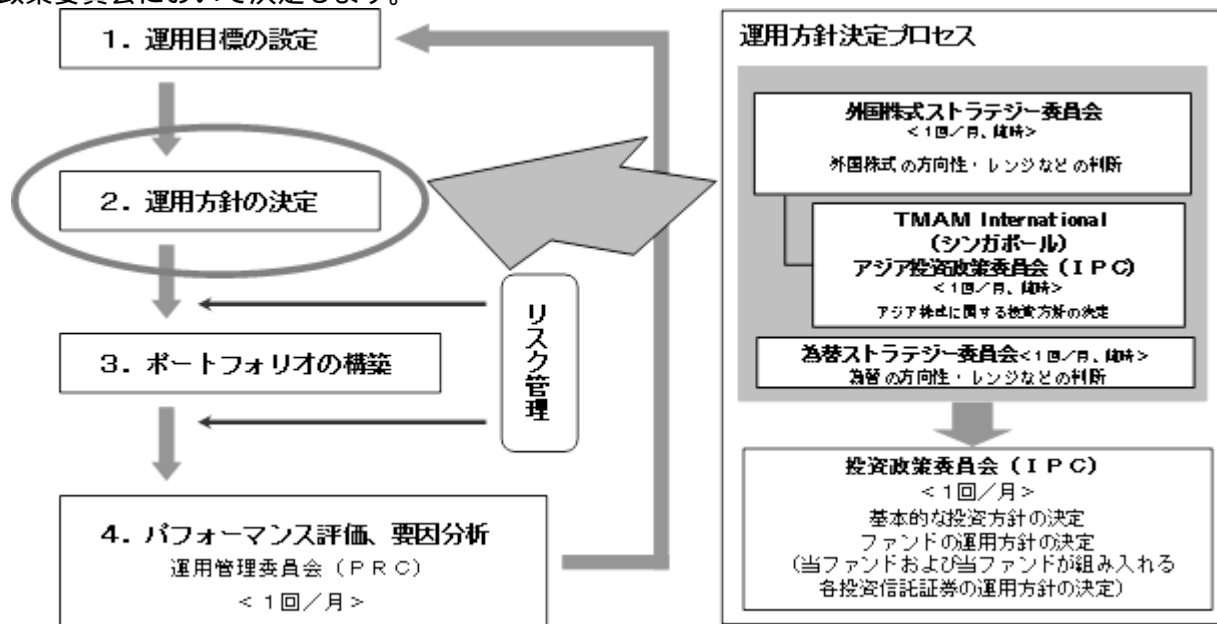 政策委員会において決定します。
１．運用目標の設定
２．運用方針の決定
リスク管理
３．ポートフォリオの構築
４．パフォーマンス評価、要因分析
運用管理委員会（ＰＲＣ）
＜１回／月＞
運用方針決定プロセス
外国株式ストラテジー委員会
＜１回／月、随時＞
外国株式の方向性・レンジなどの判断
TMAM International
（シンガポール）
アジア投資政策委員会（ＩＰＣ）
＜１回／月、随時＞
アジア株式に関する投資方針の決定
為替ストラテジー委員会＜１回／月、随時＞
為替の方向性・レンジなどの判断
投資政策委員会（ＩＰＣ）
＜１回／月＞
基本的な投資方針の決定
ファンドの運用方針の決定
（当ファンドおよび当ファンドが組み入れる
各投資信託証券の運用方針の決定）